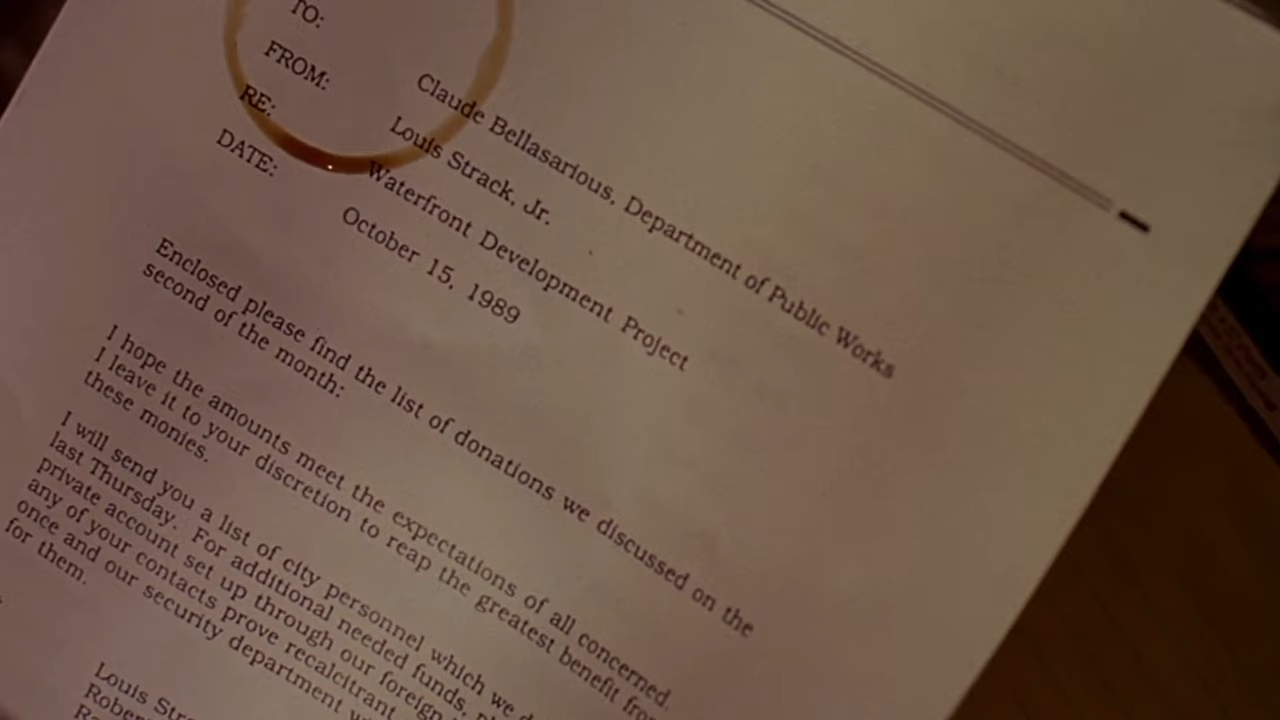 TO:
Claude Bellasarious, Department of Public Works
FROM:
Louis Strack, Jr.
RE:
Waterfront Development Project
DATE:
October 15, 1989
Enclosed please find the list of donations we discussed on the
second of the month:
I hope the amounts meet the expectations of all concerned.
I leave it to your discretion to reap the greatest benefit from
these monies.
I will send you a list of city personnel which we
last Thursday. For additional needed funds,
private account set up through our foreign
any of your contacts prove recalcitrant
once and our security department
for them.
Louis